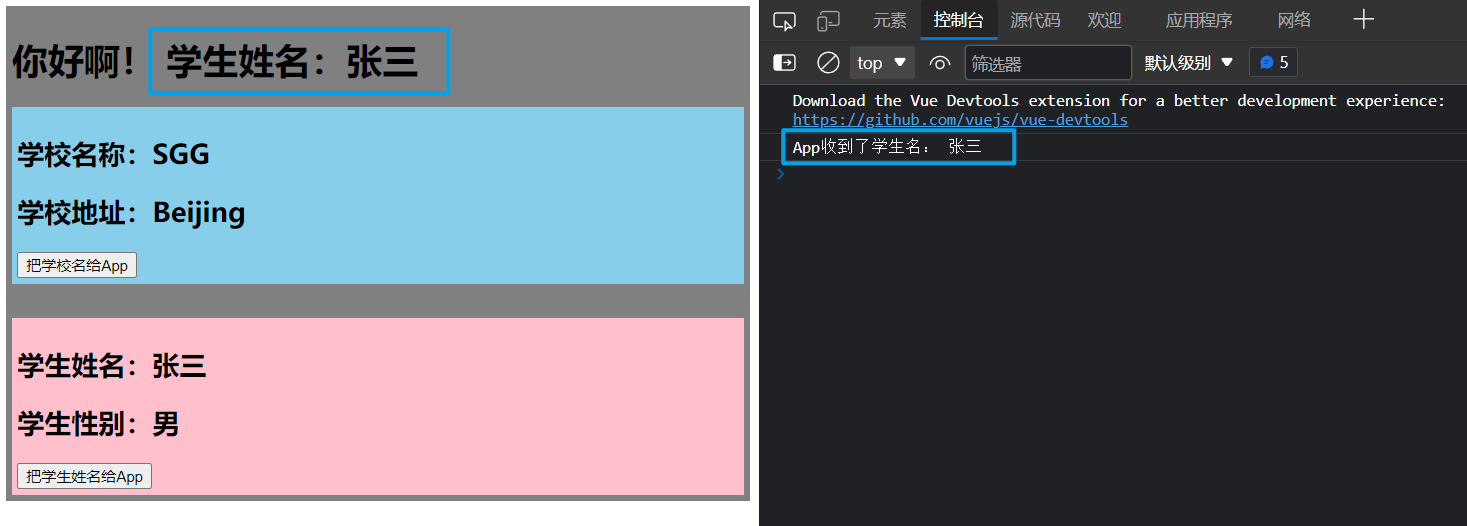 你好啊！ 学生姓名：张三
学校名称：SGG
学校地址：Beijing
把学校名给App
学生姓名：张三
学生性别：男
把学生姓名给App
元素 控制台 源代码 欢迎 应用程序 网络
top 筛选器 默认级别 5
Download the Vue Devtools extension for a better development experience:
https://github.com/vuejs/vue-devtools
App收到了学生名： 张三